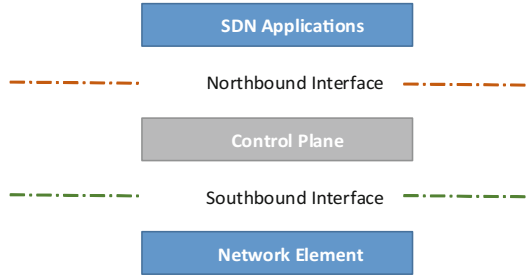 SDN Applications
Northbound Interface
Control Plane
Southbound Interface
Network Element